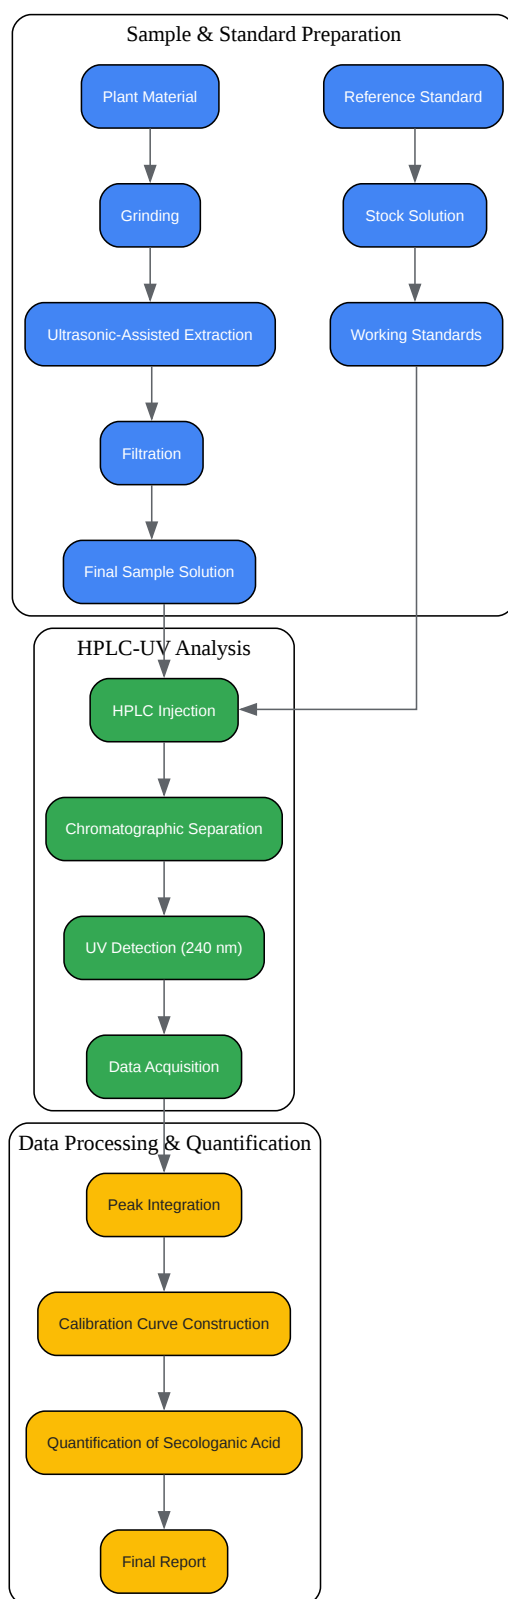 Sample & Standard Preparation
Plant Material
Reference Standard
Grinding
Stock Solution
Ultrasonic-Assisted Extraction
Working Standards
Filtration
Final Sample Solution
HPLC-UV Analysis
HPLC Injection
Chromatographic Separation
UV Detection (240 nm)
Data Acquisition
Data Processing & Quantification
Peak Integration
Calibration Curve Construction
Quantification of Secologanic Acid
Final Report